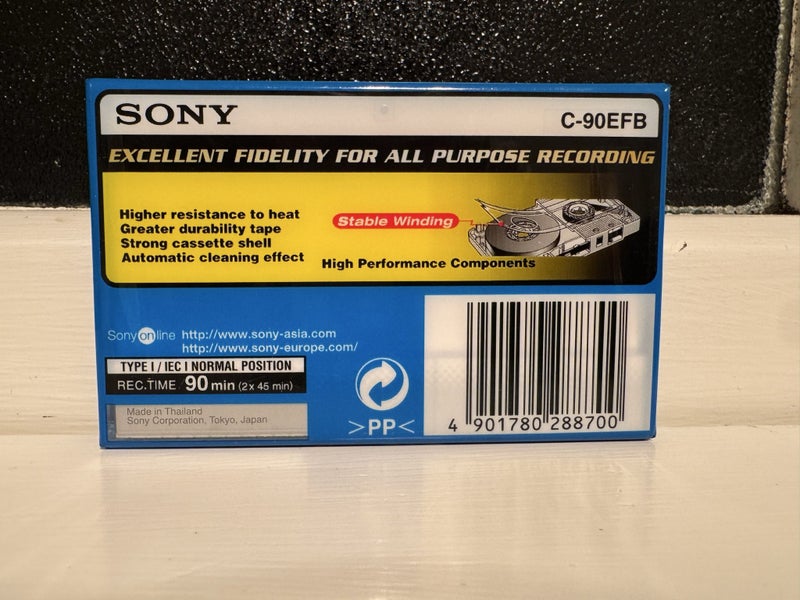 SONY C-90EFB
EXCELLENT FIDELITY FOR ALL PURPOSE RECORDING
Higher resistance to heat
Greater durability tape
Strong cassette shell
Automatic cleaning effect
Stable Winding
High Performance Components
Sony online http://www.sony-asia.com
http://www.sony-europe.com/
TYPE I / IEC I NORMAL POSITION
REC.TIME 90 min (2 x 45 min)
Made in Thailand
Sony Corporation, Tokyo, Japan
>PP<
4 901780 288700